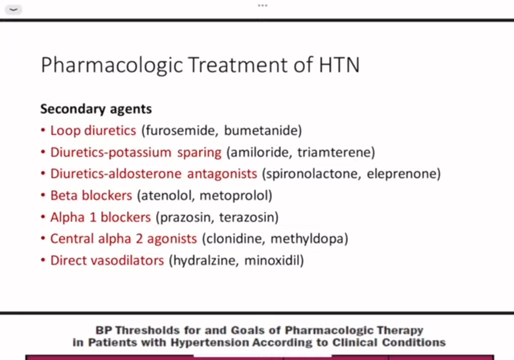 Pharmacologic Treatment of HTN
Secondary agents
• Loop diuretics (furosemide, bumetanide)
• Diuretics-potassium sparing (amiloride, triamterene)
• Diuretics-aldosterone antagonists (spironolactone, eleprenone)
• Beta blockers (atenolol, metoprolol)
• Alpha 1 blockers (prazosin, terazosin)
• Central alpha 2 agonists (clonidine, methyldopa)
• Direct vasodilators (hydralzine, minoxidil)
BP Thresholds for and Goals of Pharmacologic Therapy
in Patients with Hypertension According to Clinical Conditions